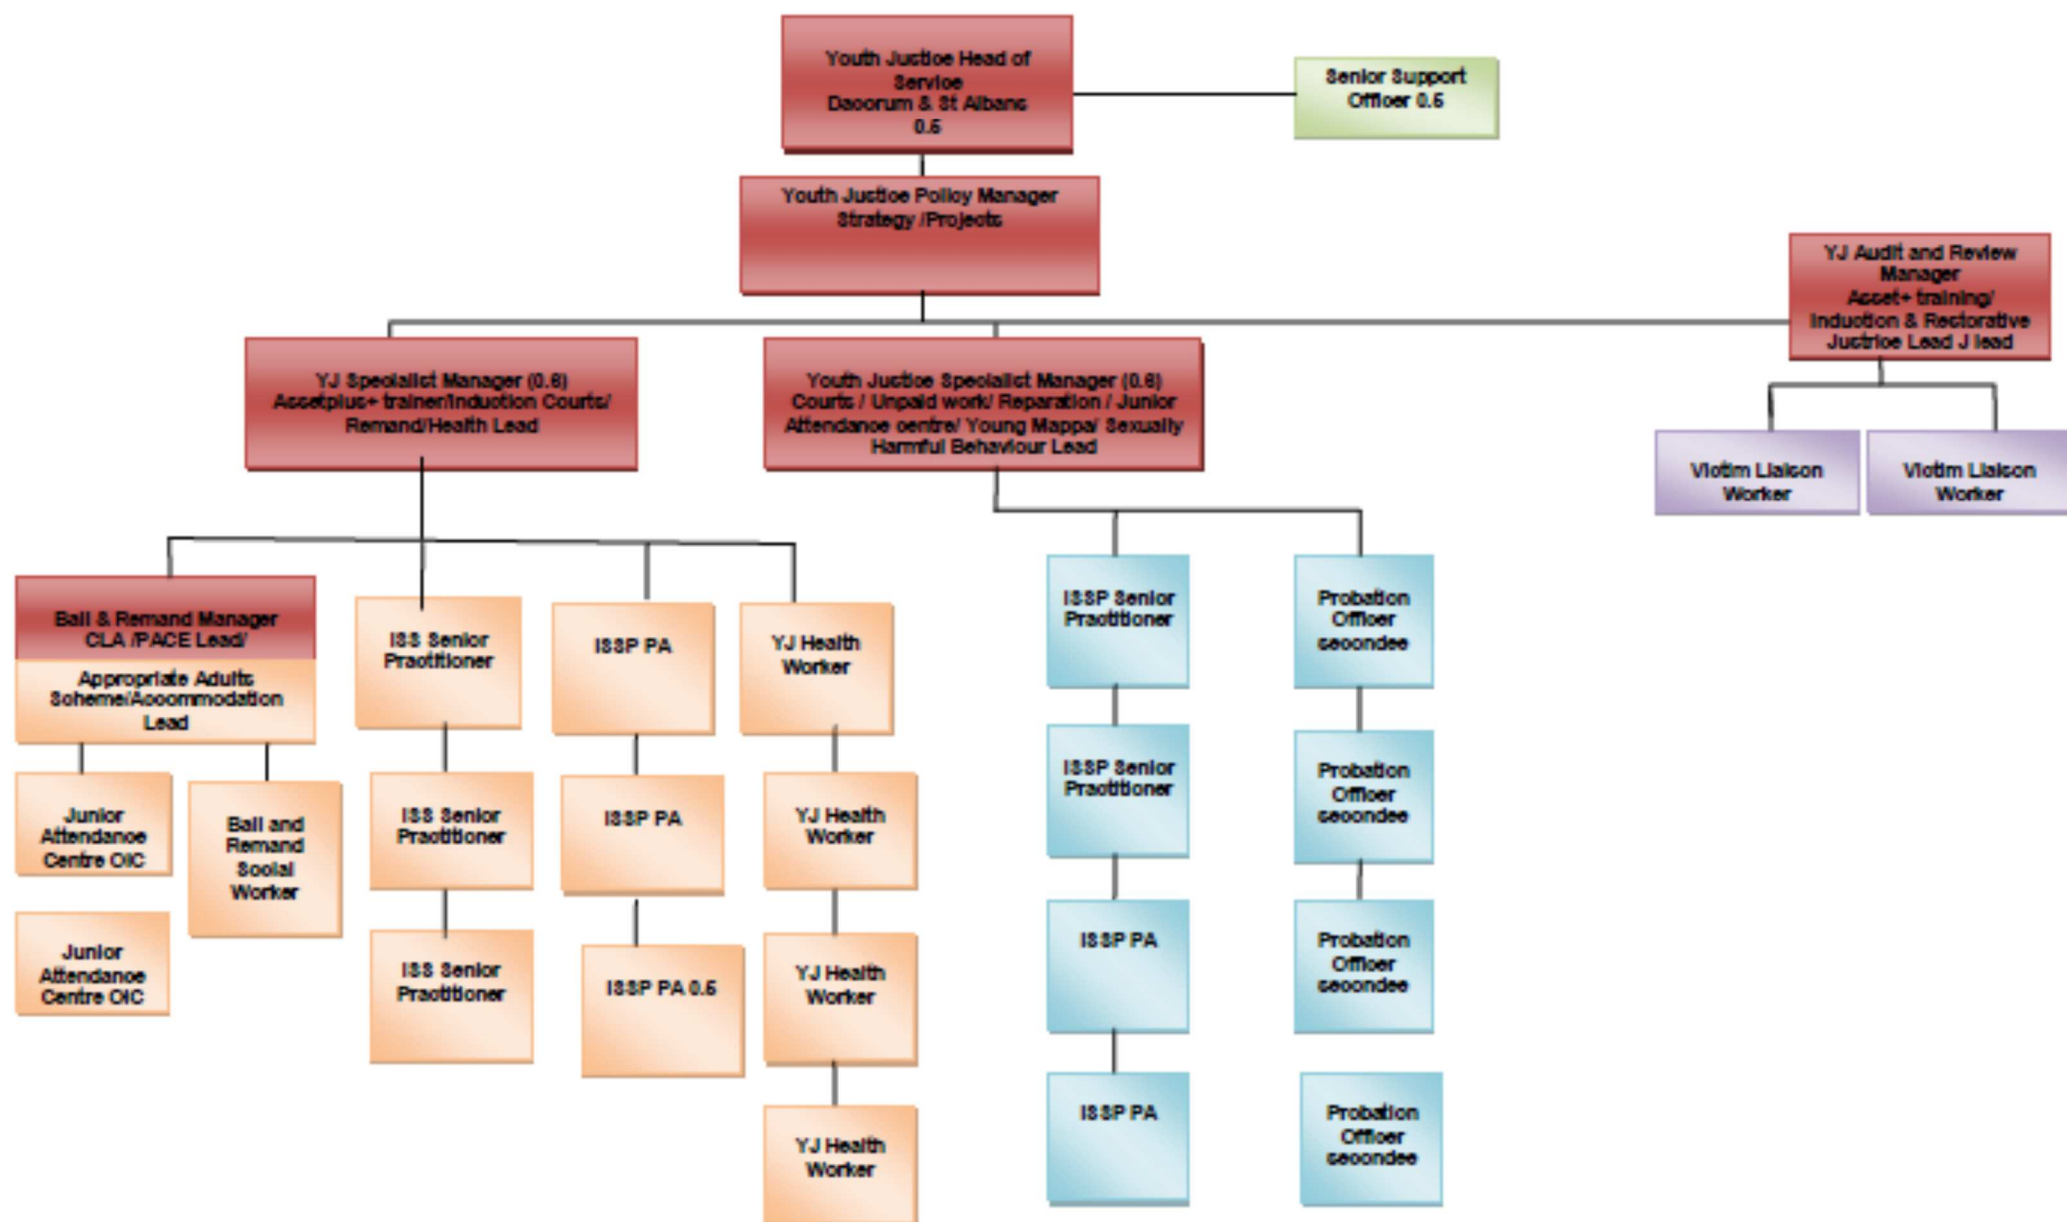 Youth Justice Head of
Service
Dacorum & St Albans
0.5
Senior Support
Officer 0.5
Youth Justice Policy Manager
Strategy /Projects
YJ Audit and Review
Manager
Asset+ training/
Induction & Restorative
Justrice Lead J lead
YJ Specialist Manager (0.6)
Assetplus+ trainer/Induction Courts/
Remand/Health Lead
Youth Justice Specialist Manager (0.6)
Courts / Unpaid work/ Reparation / Junior
Attendance centre/ Young Mappa/ Sexually
Harmful Behaviour Lead
Victim Liaison
Worker
Victim Liaison
Worker
Bail & Remand Manager
CLA /PACE Lead/
Appropriate Adults
Scheme/Accommodation
Lead
ISS Senior
Practitioner
ISSP PA
YJ Health
Worker
ISSP Senior
Practitioner
Probation
Officer
secondee
Junior
Attendance
Centre OIC
Bail and
Remand
Social
Worker
ISS Senior
Practitioner
ISSP PA
YJ Health
Worker
ISSP Senior
Practitioner
Probation
Officer
secondee
Junior
Attendance
Centre OIC
ISS Senior
Practitioner
ISSP PA 0.5
YJ Health
Worker
ISSP PA
Probation
Officer
secondee
YJ Health
Worker
ISSP PA
Probation
Officer
secondee